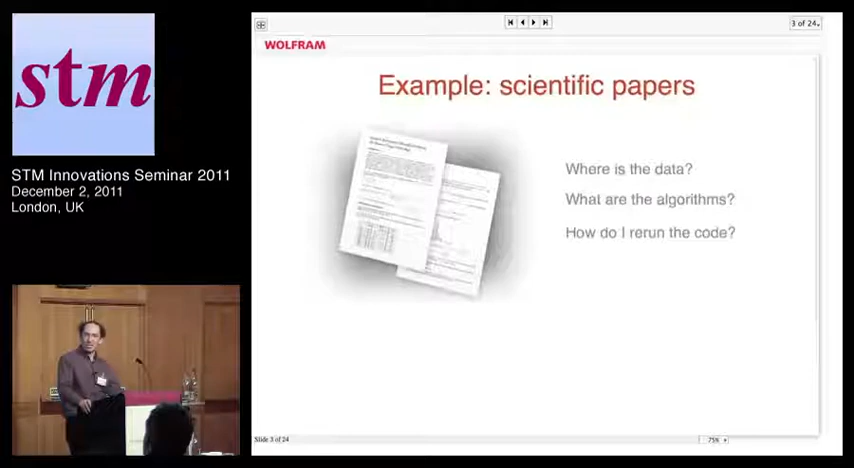 stm
STM Innovations Seminar 2011
December 2, 2011
London, UK
3 of 24
WOLFRAM
Example: scientific papers
Where is the data?
What are the algorithms?
How do I rerun the code?
Slide 3 of 24
75%